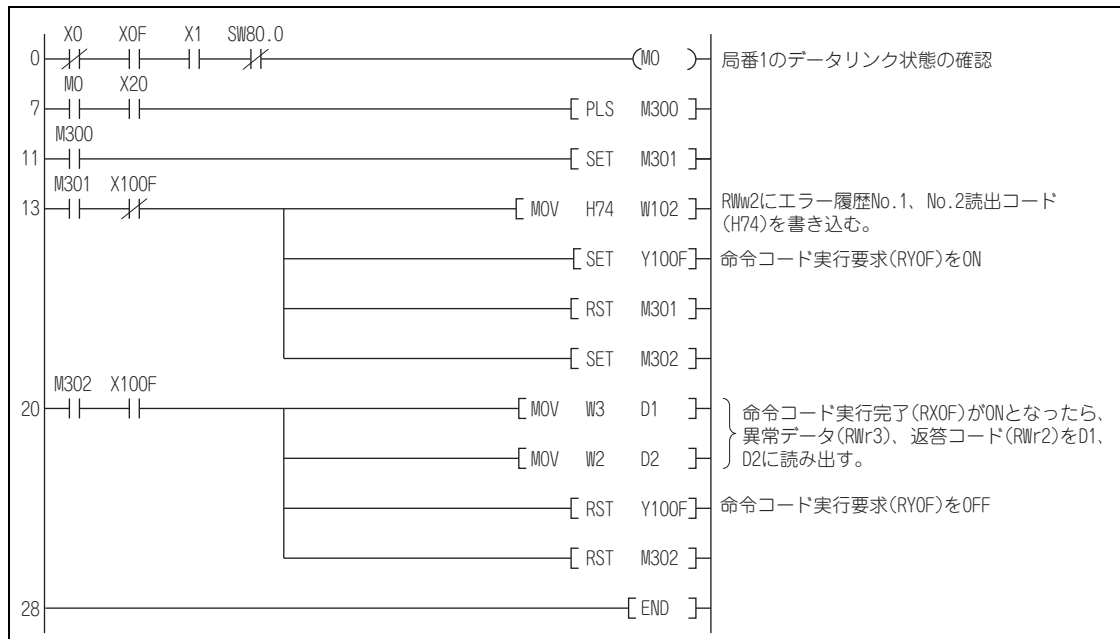 X0 X0F X1 SW80.0
0 (M0 ) 局番1のデータリンク状態の確認
M0 X20
7 [ PLS M300 ]
M300
11 [ SET M301 ]
M301 X100F
13 [ MOV H74 W102 ] RWw2にエラー履歴No.1、No.2読出コード
(H74)を書き込む。
[ SET Y100F ] 命令コード実行要求(RY0F)をON
[ RST M301 ]
[ SET M302 ]
M302 X100F
20 [ MOV W3 D1 ] 命令コード実行完了(RX0F)がONとなったら、
異常データ(RWr3)、返答コード(RWr2)をD1、
[ MOV W2 D2 ] D2に読み出す。
[ RST Y100F ] 命令コード実行要求(RY0F)をOFF
[ RST M302 ]
28 [ END ]